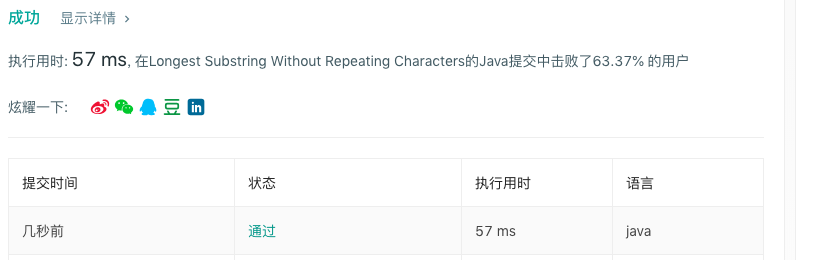 成功 显示详情 ›
执行用时: 57 ms, 在Longest Substring Without Repeating Characters的Java提交中击败了63.37% 的用户
炫耀一下: 豆 in
提交时间 状态 执行用时 语言
几秒前 通过 57 ms java